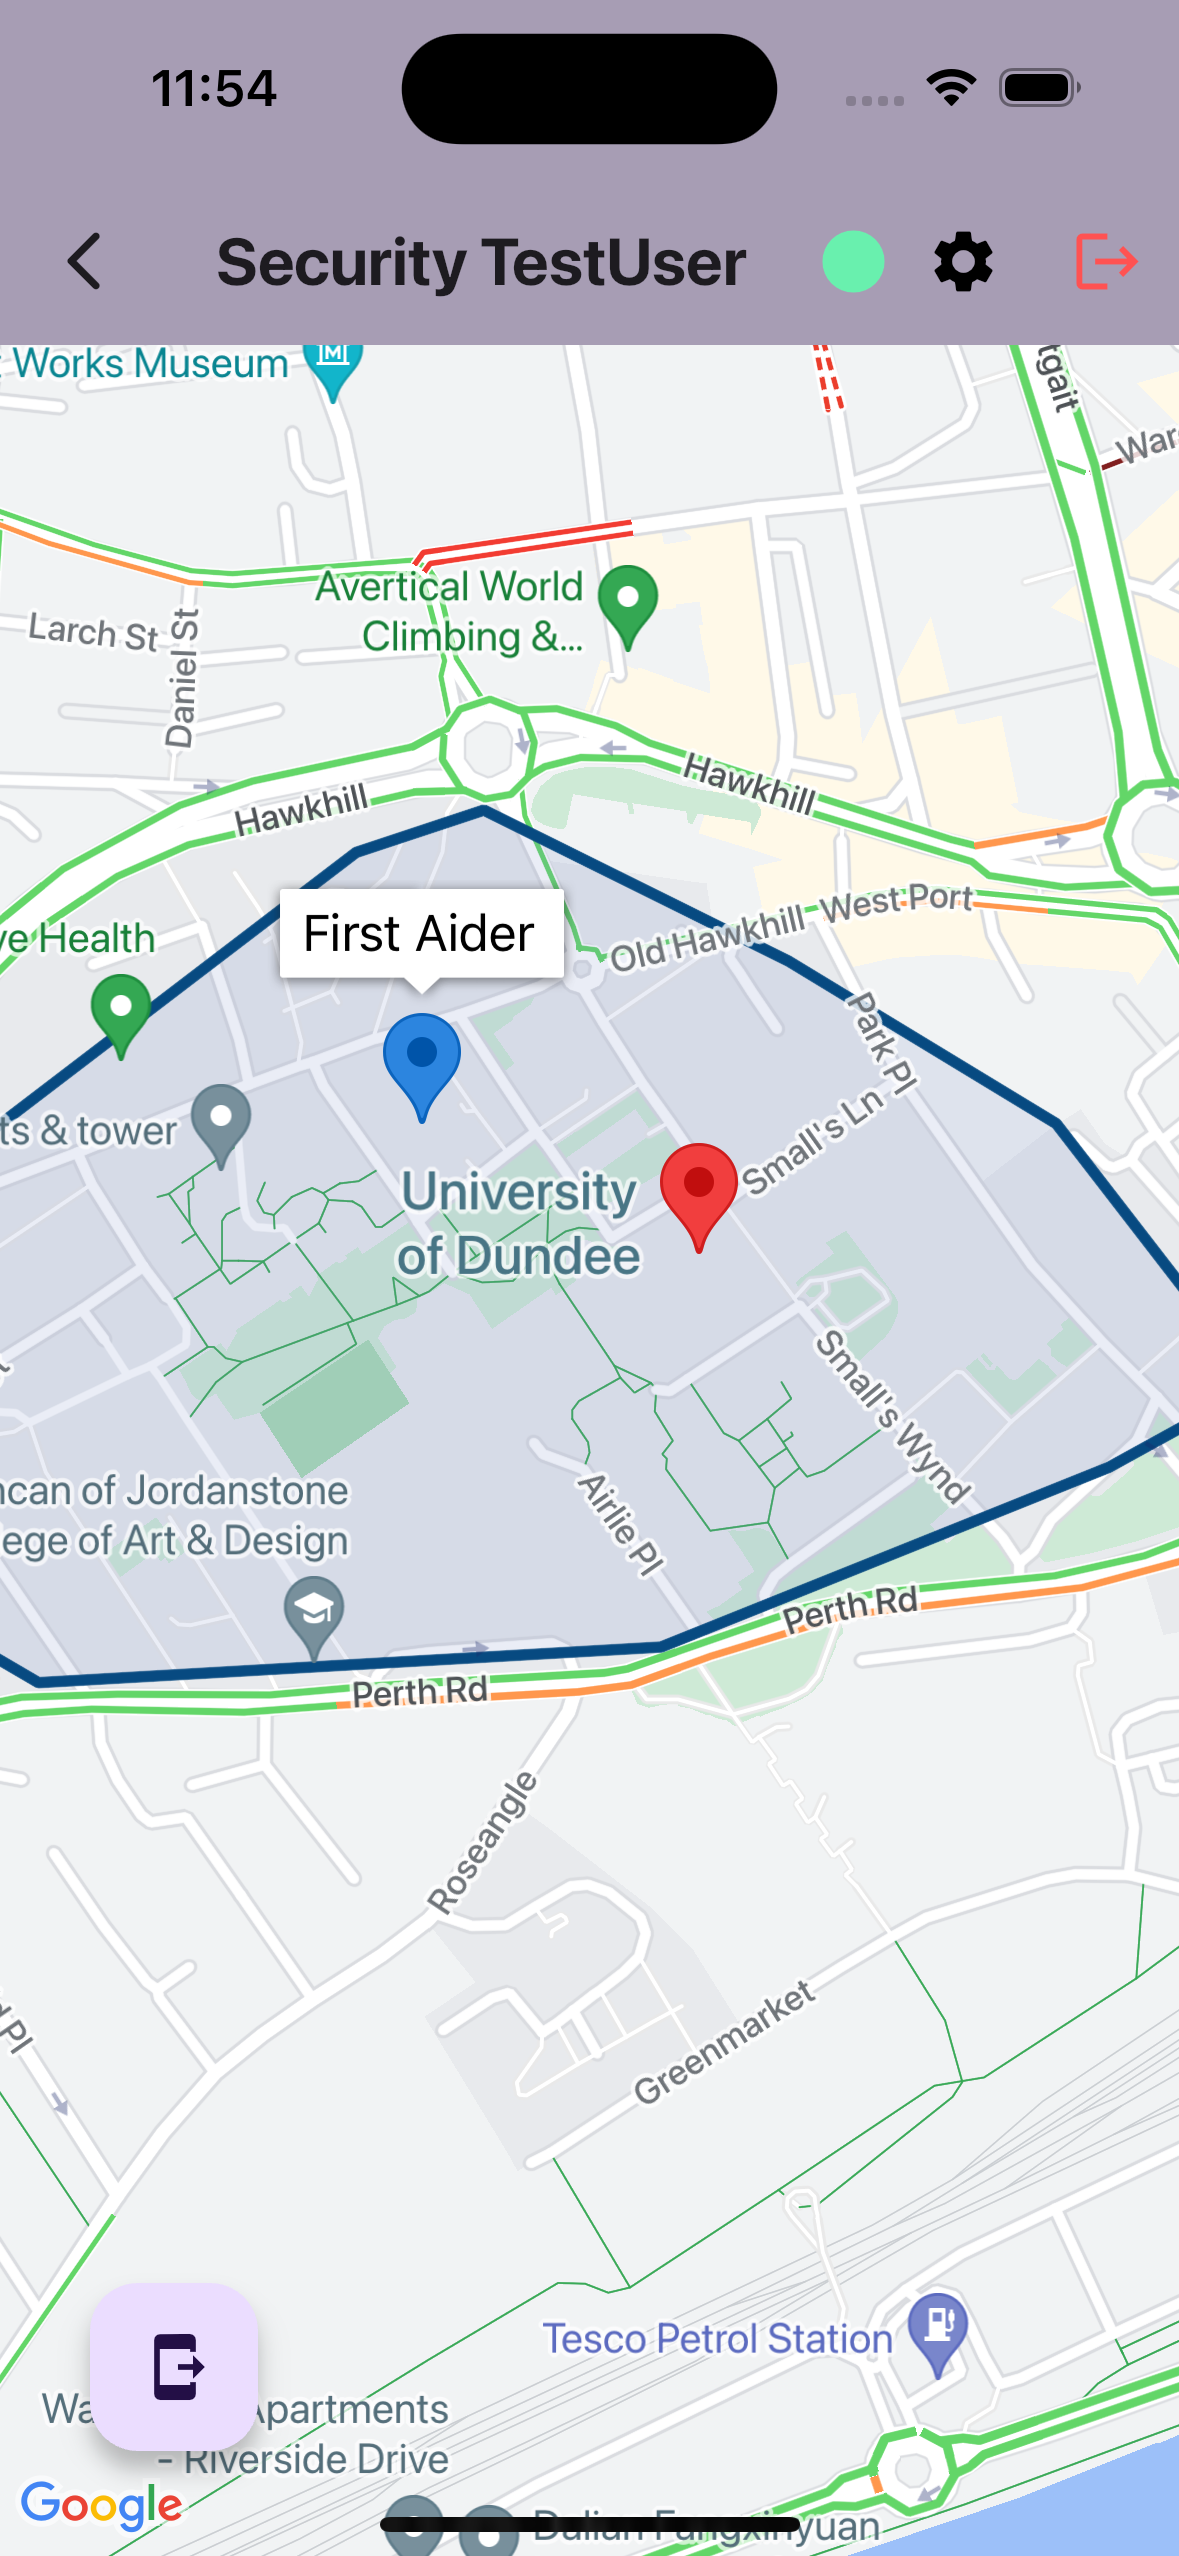 11:54
Security TestUser
Works Museum
tgait
Avertical World
Climbing &...
Larch St
Daniel St
Hawkhill
Hawkhill
First Aider
ve Health
Old Hawkhill
West Port
Park Pl
ts & tower
Small's Ln
University
of Dundee
Small's Wynd
ncan of Jordanstone
ege of Art & Design
Airlie Pl
Perth Rd
Perth Rd
Roseangle
Greenmarket
Pl
Tesco Petrol Station
Wa Apartments
- Riverside Drive
Google
Dalian Fangxinyuan